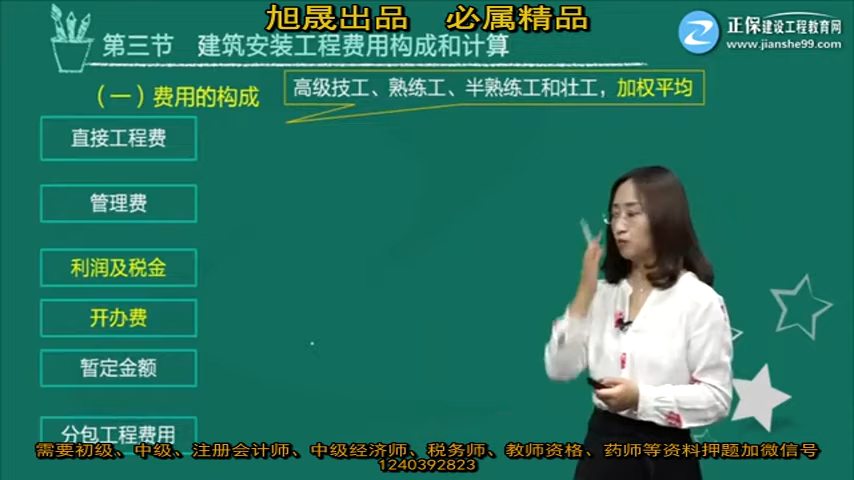 旭晟出品 必属精品
正保建设工程教育网
www.jianshe99.com
第三节 建筑安装工程费用构成和计算
（一）费用的构成
高级技工、熟练工、半熟练工和壮工，加权平均
直接工程费
管理费
利润及税金
开办费
暂定金额
分包工程费用
需要初级、中级、注册会计师、中级经济师、税务师、教师资格、药师等资料押题加微信号
1240392823